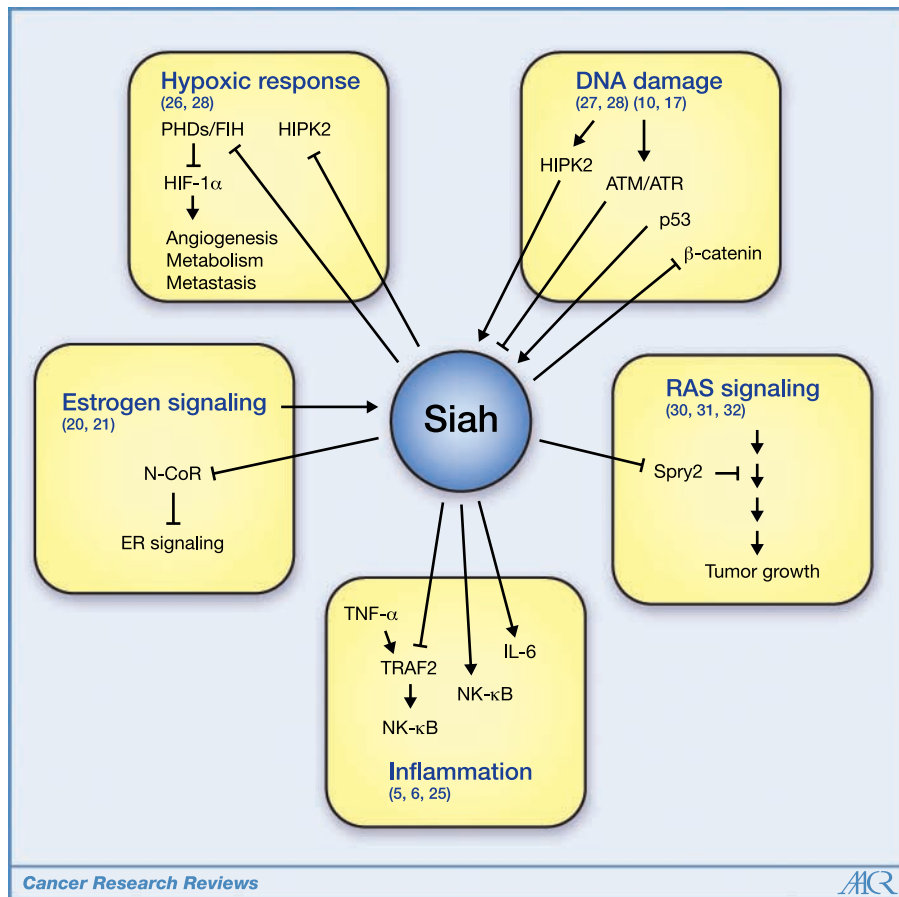 Hypoxic response
(26, 28)
PHDs/FIH HIPK2
HIF-1α
Angiogenesis
Metabolism
Metastasis
DNA damage
(27, 28) (10, 17)
HIPK2
ATM/ATR
p53
β-catenin
Estrogen signaling
(20, 21)
N-CoR
ER signaling
Siah
RAS signaling
(30, 31, 32)
Spry2
Tumor growth
TNF-α
IL-6
TRAF2
NK-κB
NK-κB
Inflammation
(5, 6, 25)
Cancer Research Reviews
AACR